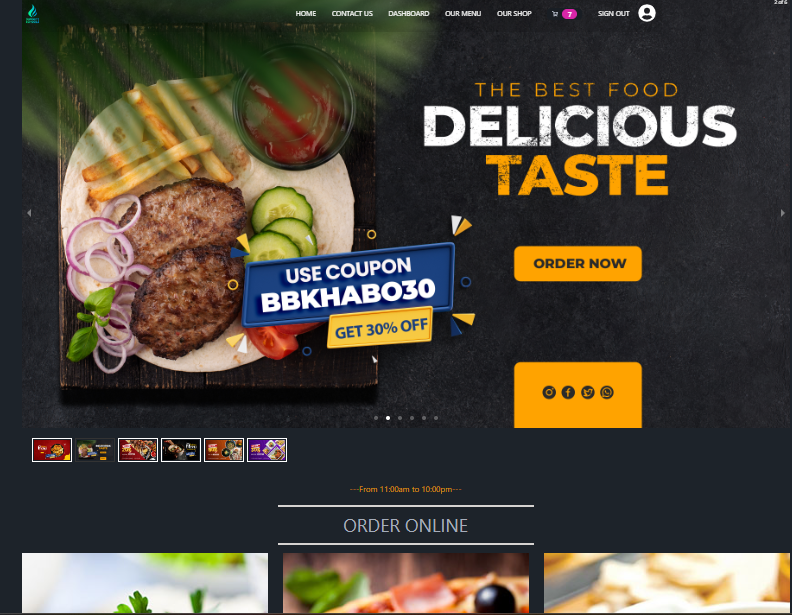 2 of 6
HOME CONTACT US DASHBOARD OUR MENU OUR SHOP 7 SIGN OUT
THE BEST FOOD
DELICIOUS
TASTE
ORDER NOW
USE COUPON
BBKHABO30
GET 30% OFF
---From 11:00am to 10:00pm---
ORDER ONLINE